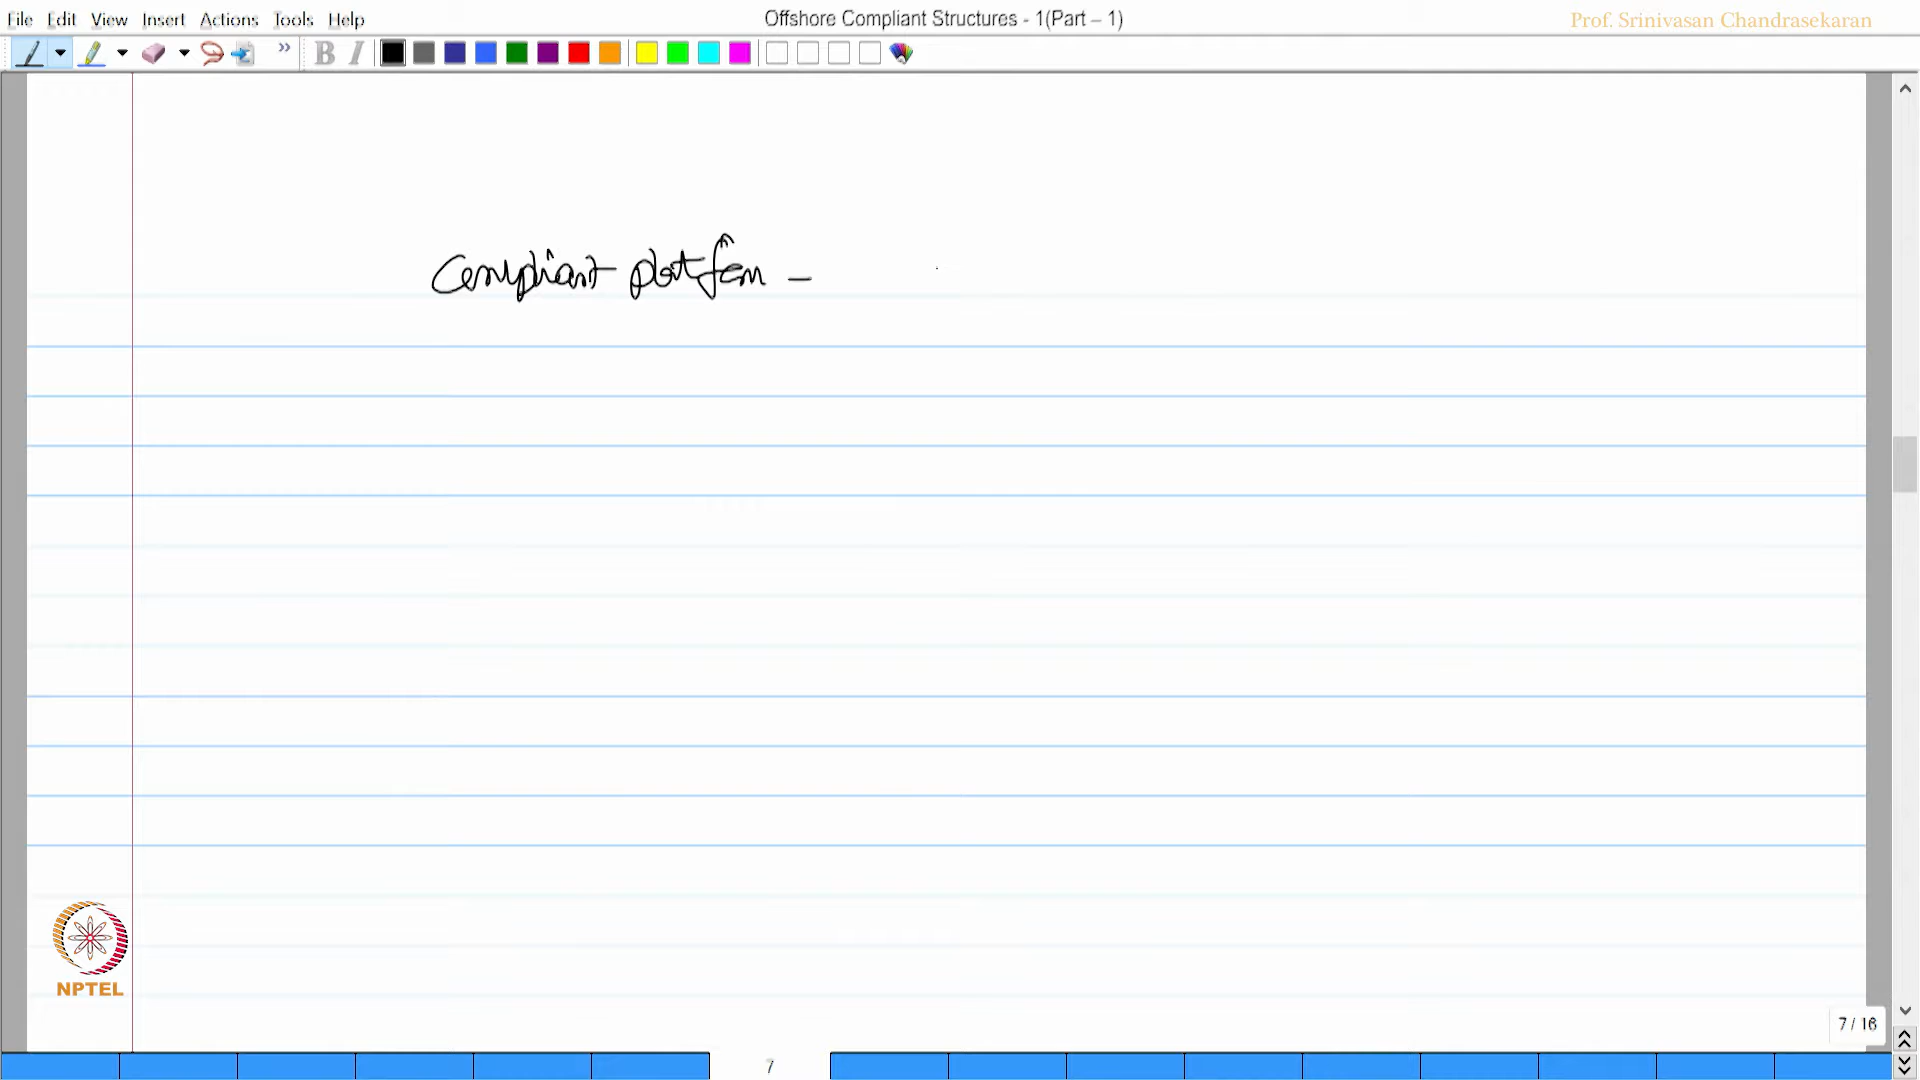 File Edit View Insert Actions Tools Help
Offshore Compliant Structures - 1(Part – 1)
Prof. Srinivasan Chandrasekaran
B I
Compliant platform –
NPTEL
7 / 16
7